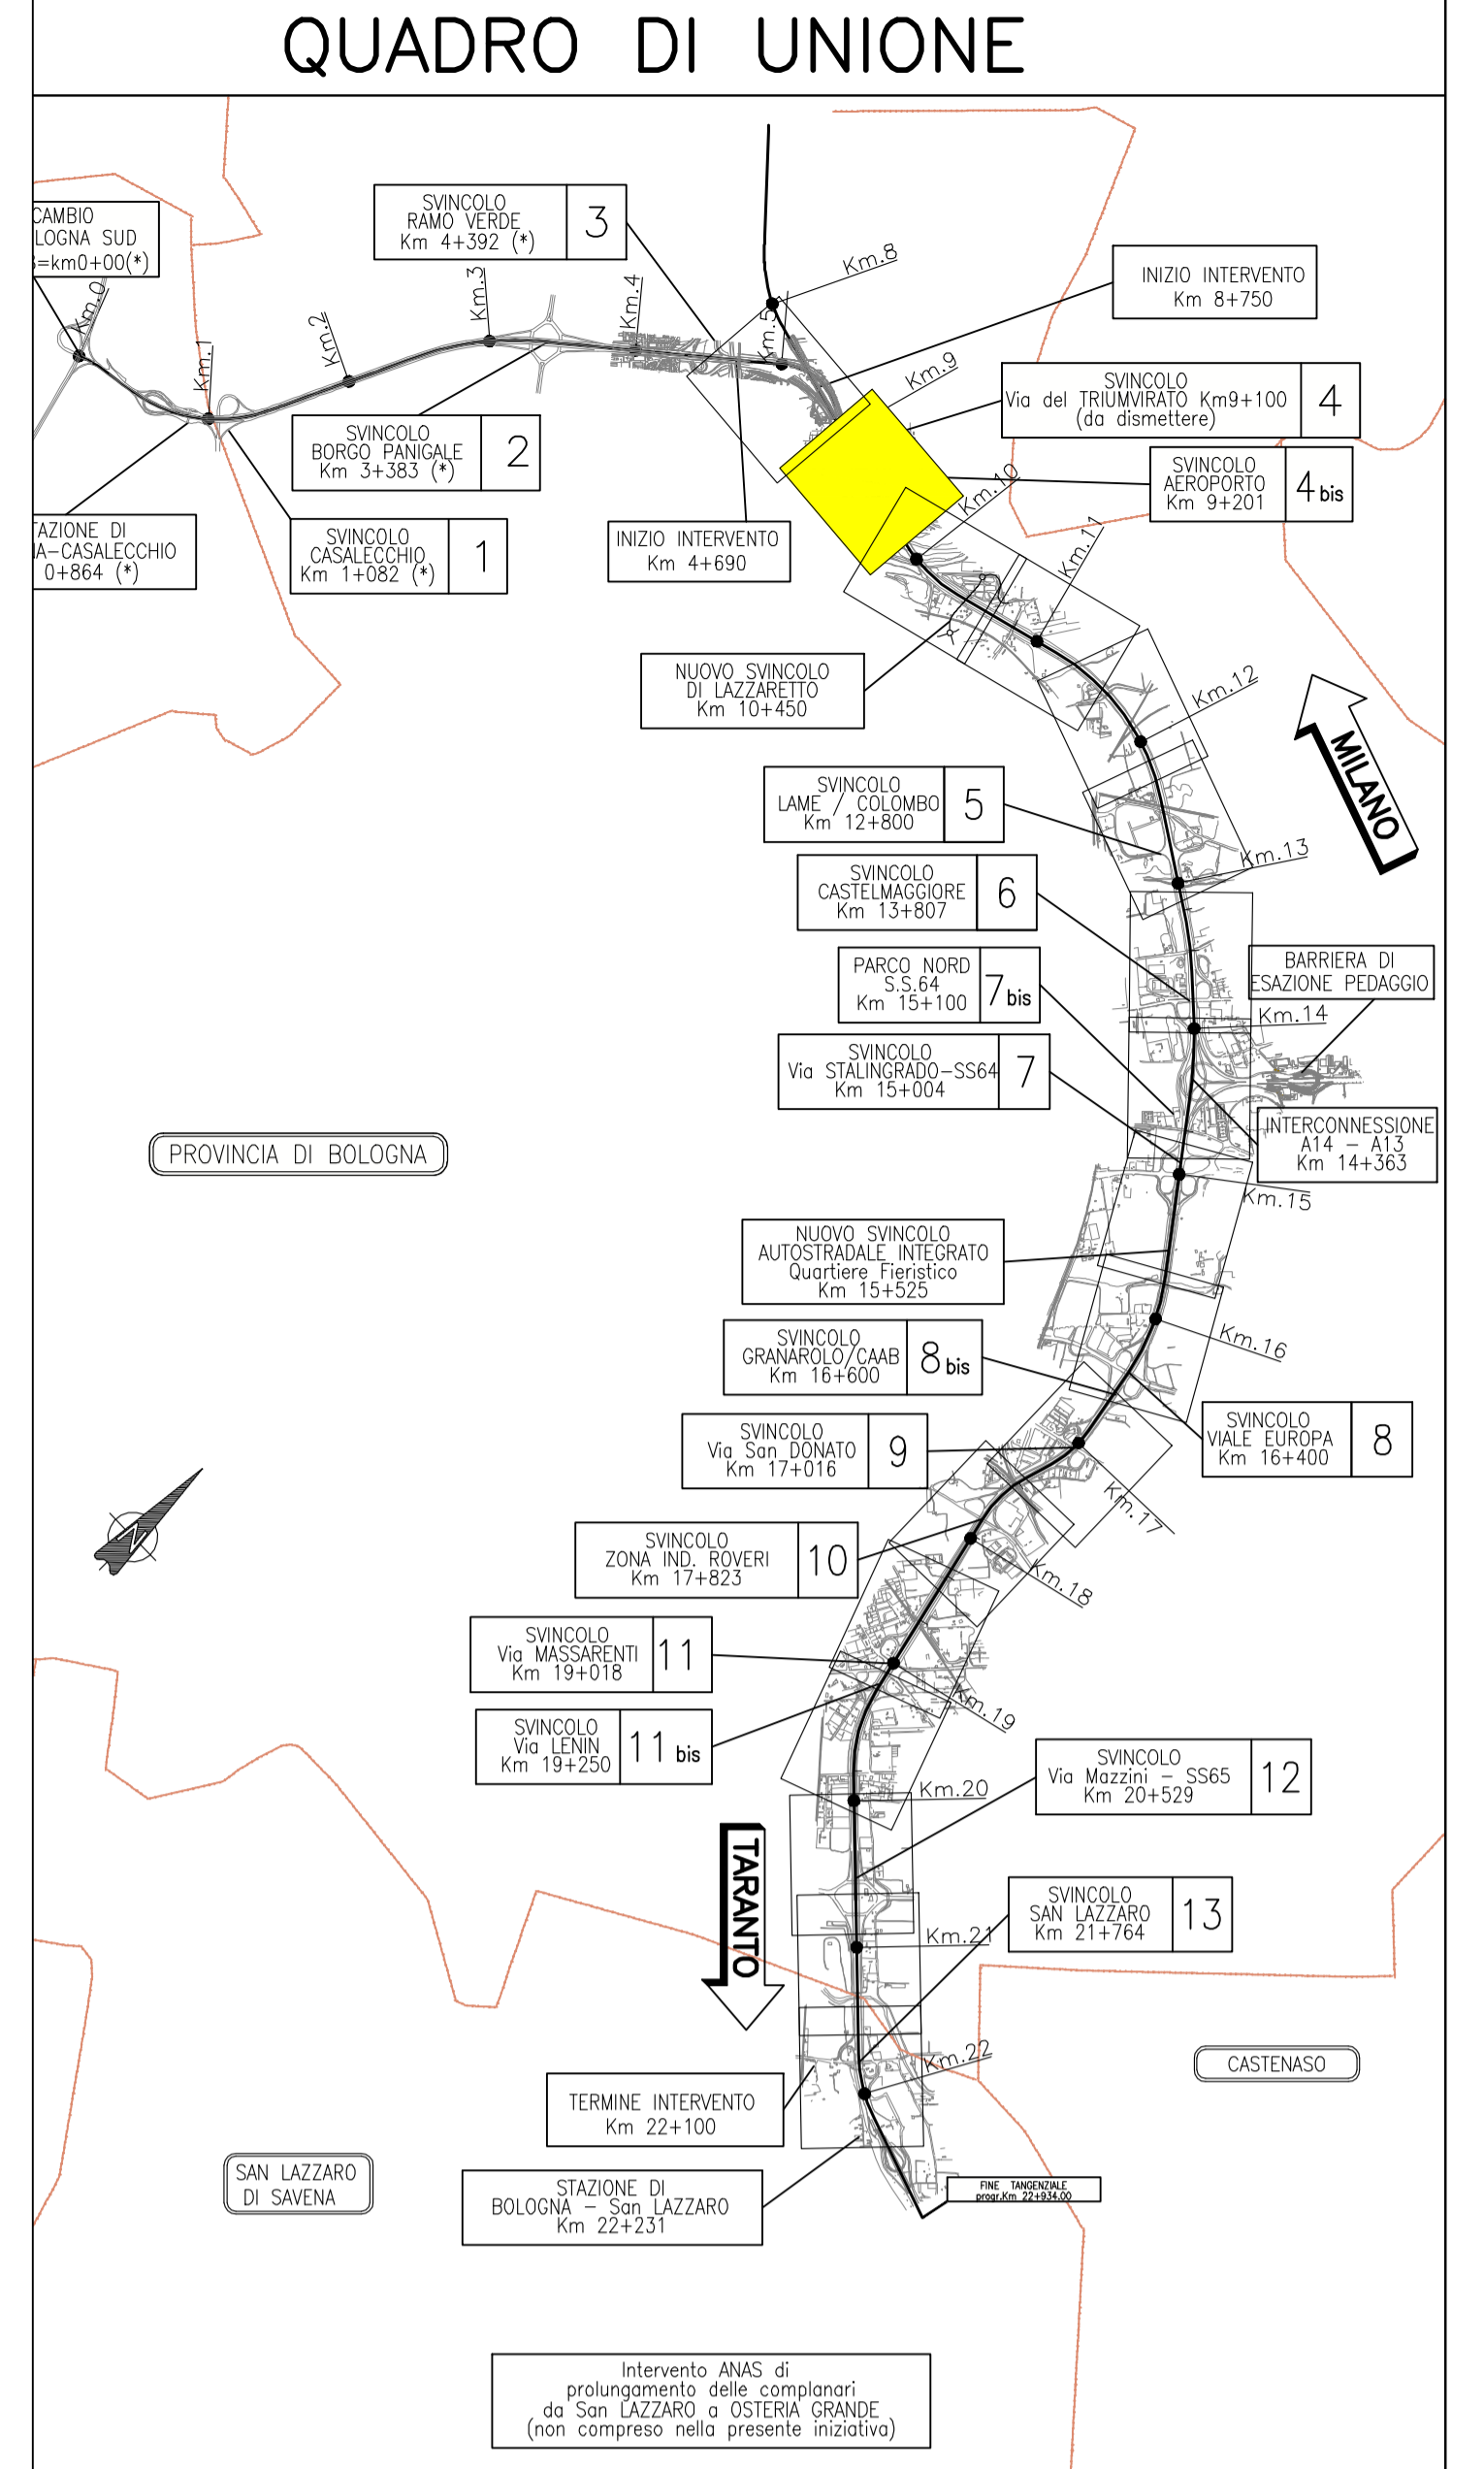 QUADRO DI UNIONE
CAMBIO
LOGNA SUD
=km0+00(*)
SVINCOLO
RAMO VERDE
Km 4+392 (*)
3
Km.8
INIZIO INTERVENTO
Km 8+750
Km.0
Km.1
Km.2
Km.3
Km.4
Km.5
Km.9
SVINCOLO
Via del TRIUMVIRATO Km9+100
(da dismettere)
4
SVINCOLO
BORGO PANIGALE
Km 3+383 (*)
2
SVINCOLO
AEROPORTO
Km 9+201
4 bis
TAZIONE DI
A-CASALECCHIO
0+864 (*)
SVINCOLO
CASALECCHIO
Km 1+082 (*)
1
INIZIO INTERVENTO
Km 4+690
Km.10
Km.11
NUOVO SVINCOLO
DI LAZZARETTO
Km 10+450
Km.12
MILANO
SVINCOLO
LAME / COLOMBO
Km 12+800
5
Km.13
SVINCOLO
CASTELMAGGIORE
Km 13+807
6
PARCO NORD
S.S.64
Km 15+100
7 bis
BARRIERA DI
ESAZIONE PEDAGGIO
Km.14
SVINCOLO
Via STALINGRADO-SS64
Km 15+004
7
INTERCONNESSIONE
A14 - A13
Km 14+363
PROVINCIA DI BOLOGNA
Km.15
NUOVO SVINCOLO
AUTOSTRADALE INTEGRATO
Quartiere Fieristico
Km 15+525
Km.16
SVINCOLO
GRANAROLO/CAAB
Km 16+600
8 bis
SVINCOLO
VIALE EUROPA
Km 16+400
8
SVINCOLO
Via San DONATO
Km 17+016
9
Km.17
SVINCOLO
ZONA IND. ROVERI
Km 17+823
10
Km.18
SVINCOLO
Via MASSARENTI
Km 19+018
11
Km.19
SVINCOLO
Via LENIN
Km 19+250
11 bis
SVINCOLO
Via Mazzini - SS65
Km 20+529
12
Km.20
TARANTO
SVINCOLO
SAN LAZZARO
Km 21+764
13
Km.21
Km.22
CASTENASO
TERMINE INTERVENTO
Km 22+100
SAN LAZZARO
DI SAVENA
STAZIONE DI
BOLOGNA - San LAZZARO
Km 22+231
FINE TANGENZIALE
progr.Km 22+934,00
Intervento ANAS di
prolungamento delle complanari
da San LAZZARO a OSTERIA GRANDE
(non compreso nella presente iniziativa)